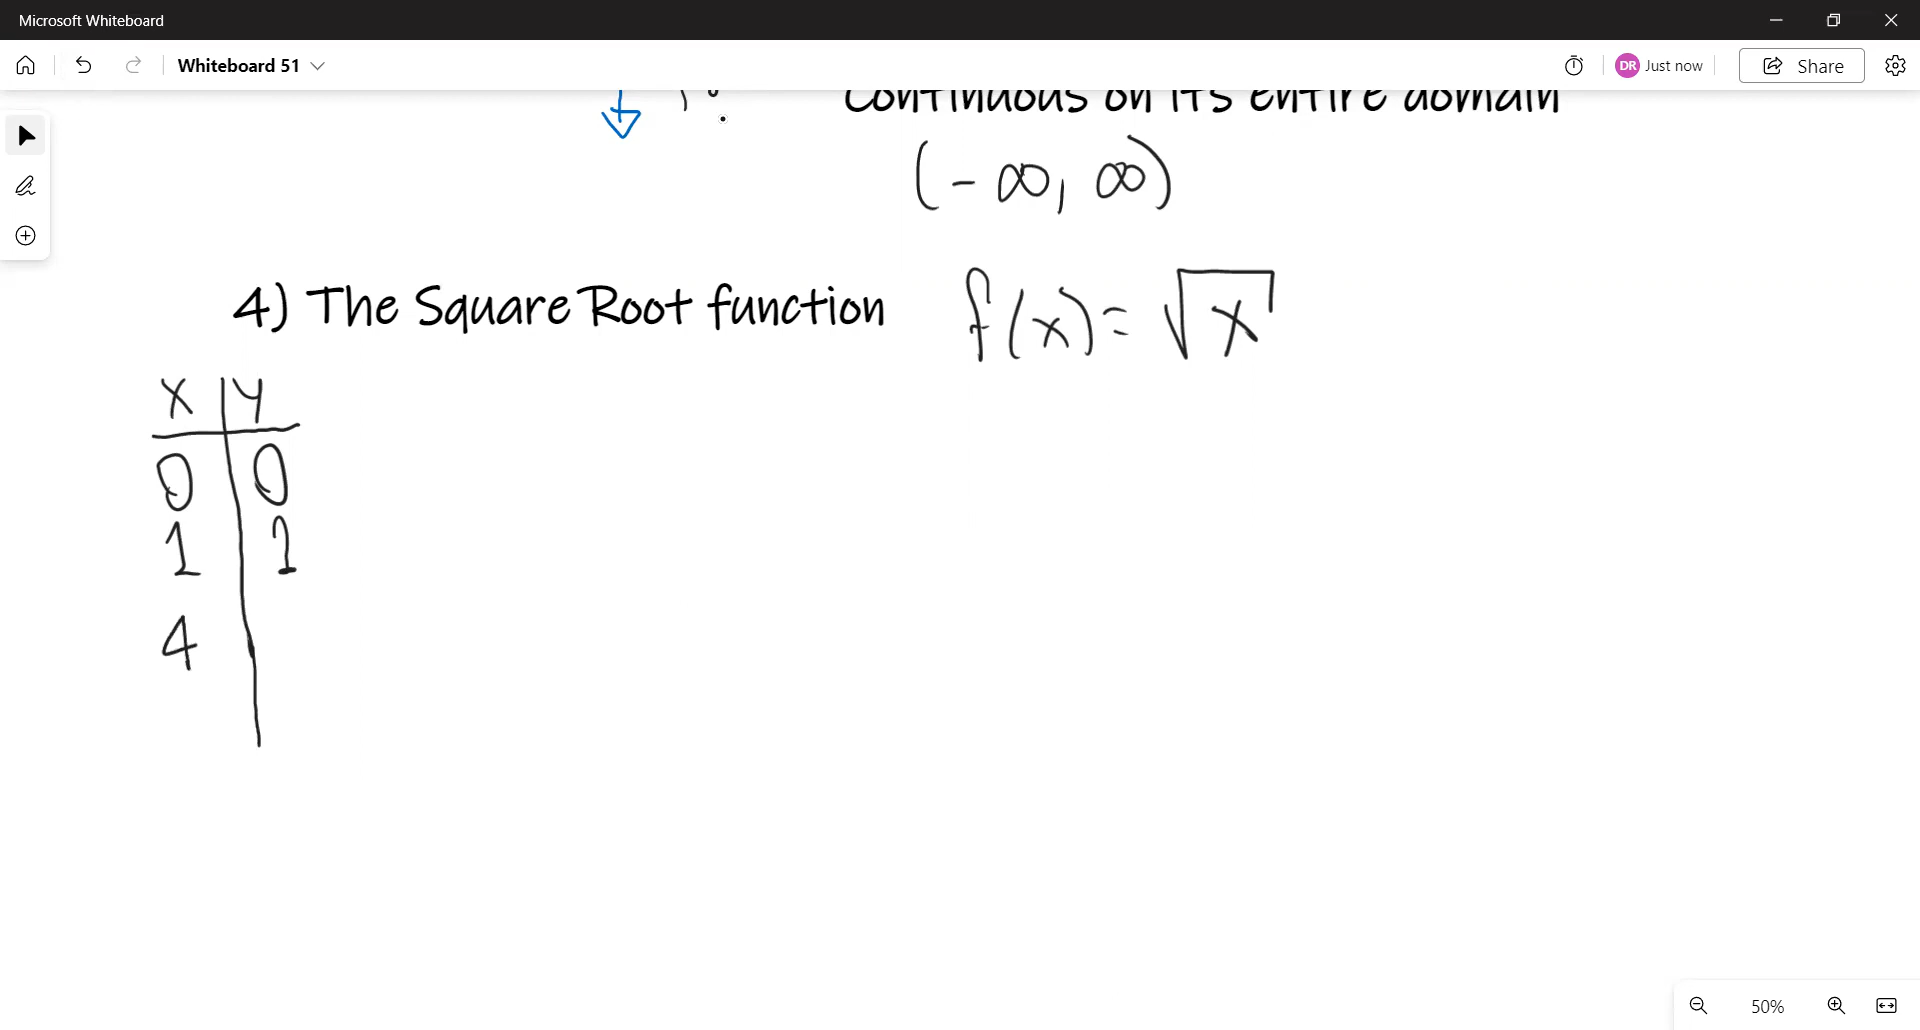 Microsoft Whiteboard
Whiteboard 51
DR Just now
Share
Continuous on its entire domain
(-∞, ∞)
4) The Square Root function f(x)= √x
x y
0 0
1 1
4
50%